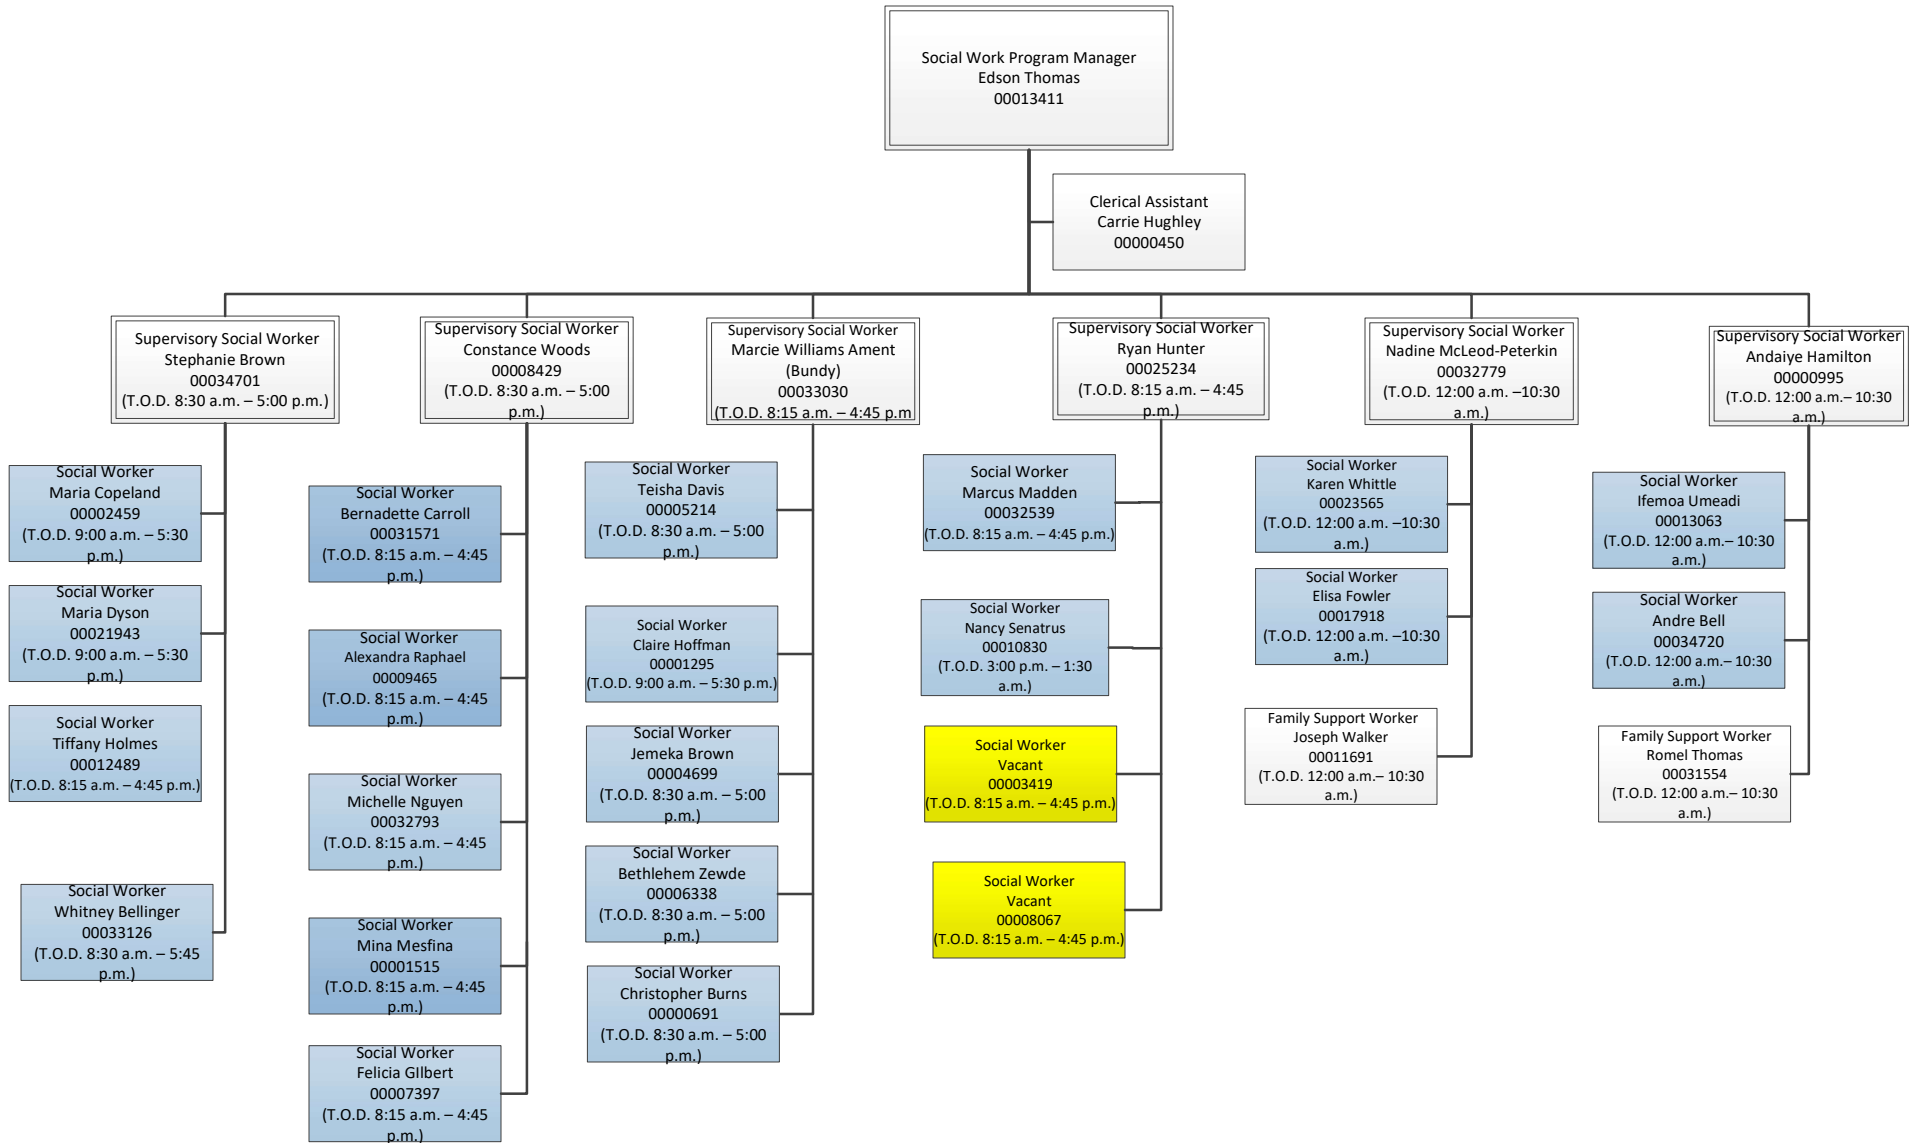 Social Work Program Manager
Edson Thomas
00013411
Clerical Assistant
Carrie Hughley
00000450
Supervisory Social Worker
Stephanie Brown
00034701
(T.O.D. 8:30 a.m. – 5:00 p.m.)
Supervisory Social Worker
Constance Woods
00008429
(T.O.D. 8:30 a.m. – 5:00
p.m.)
Supervisory Social Worker
Marcie Williams Ament
(Bundy)
00033030
(T.O.D. 8:15 a.m. – 4:45 p.m
Supervisory Social Worker
Ryan Hunter
00025234
(T.O.D. 8:15 a.m. – 4:45
p.m.)
Supervisory Social Worker
Nadine McLeod-Peterkin
00032779
(T.O.D. 12:00 a.m. –10:30
a.m.)
Supervisory Social Worker
Andaiye Hamilton
00000995
(T.O.D. 12:00 a.m.– 10:30
a.m.)
Social Worker
Maria Copeland
00002459
(T.O.D. 9:00 a.m. – 5:30
p.m.)
Social Worker
Maria Dyson
00021943
(T.O.D. 9:00 a.m. – 5:30
p.m.)
Social Worker
Tiffany Holmes
00012489
(T.O.D. 8:15 a.m. – 4:45 p.m.)
Social Worker
Whitney Bellinger
00033126
(T.O.D. 8:30 a.m. – 5:45
p.m.)
Social Worker
Bernadette Carroll
00031571
(T.O.D. 8:15 a.m. – 4:45
p.m.)
Social Worker
Alexandra Raphael
00009465
(T.O.D. 8:15 a.m. – 4:45
p.m.)
Social Worker
Michelle Nguyen
00032793
(T.O.D. 8:15 a.m. – 4:45
p.m.)
Social Worker
Mina Mesfina
00001515
(T.O.D. 8:15 a.m. – 4:45
p.m.)
Social Worker
Felicia GIlbert
00007397
(T.O.D. 8:15 a.m. – 4:45
p.m.)
Social Worker
Teisha Davis
00005214
(T.O.D. 8:30 a.m. – 5:00
p.m.)
Social Worker
Claire Hoffman
00001295
(T.O.D. 9:00 a.m. – 5:30 p.m.)
Social Worker
Jemeka Brown
00004699
(T.O.D. 8:30 a.m. – 5:00
p.m.)
Social Worker
Bethlehem Zewde
00006338
(T.O.D. 8:30 a.m. – 5:00
p.m.)
Social Worker
Christopher Burns
00000691
(T.O.D. 8:30 a.m. – 5:00
p.m.)
Social Worker
Marcus Madden
00032539
(T.O.D. 8:15 a.m. – 4:45 p.m.)
Social Worker
Nancy Senatrus
00010830
(T.O.D. 3:00 p.m. – 1:30
a.m.)
Social Worker
Vacant
00003419
(T.O.D. 8:15 a.m. – 4:45 p.m.)
Social Worker
Vacant
00008067
(T.O.D. 8:15 a.m. – 4:45 p.m.)
Social Worker
Karen Whittle
00023565
(T.O.D. 12:00 a.m. –10:30
a.m.)
Social Worker
Elisa Fowler
00017918
(T.O.D. 12:00 a.m. –10:30
a.m.)
Family Support Worker
Joseph Walker
00011691
(T.O.D. 12:00 a.m.– 10:30
a.m.)
Social Worker
Ifemoa Umeadi
00013063
(T.O.D. 12:00 a.m. – 10:30
a.m.)
Social Worker
Andre Bell
00034720
(T.O.D. 12:00 a.m. – 10:30
a.m.)
Family Support Worker
Romel Thomas
00031554
(T.O.D. 12:00 a.m.– 10:30
a.m.)